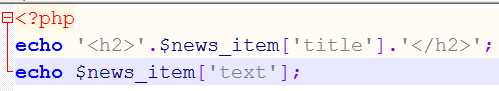 <?php
echo '<h2>'.$news_item['title'].'</h2>';
echo $news_item['text'];